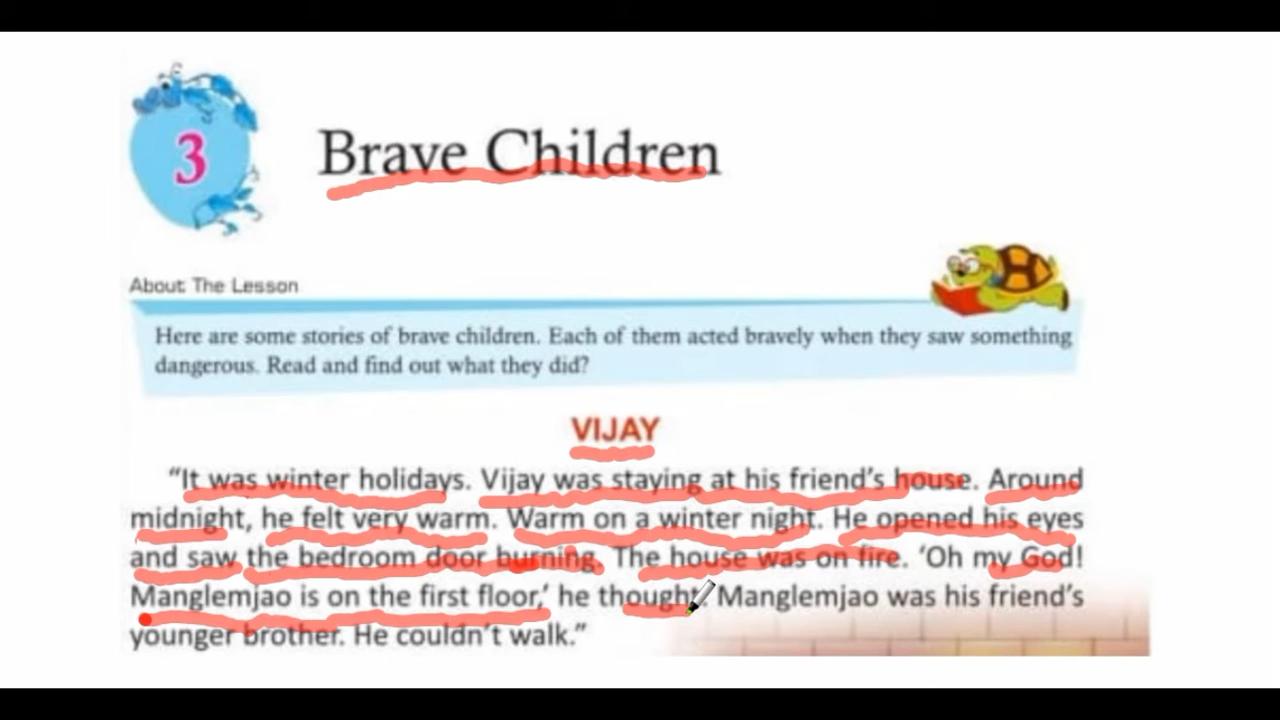 3
Brave Children
About The Lesson
Here are some stories of brave children. Each of them acted bravely when they saw something
dangerous. Read and find out what they did?
VIJAY
“It was winter holidays. Vijay was staying at his friend’s house. Around
midnight, he felt very warm. Warm on a winter night. He opened his eyes
and saw the bedroom door burning. The house was on fire. ‘Oh my God!
Manglemjao is on the first floor,’ he thought. Manglemjao was his friend’s
younger brother. He couldn’t walk.”